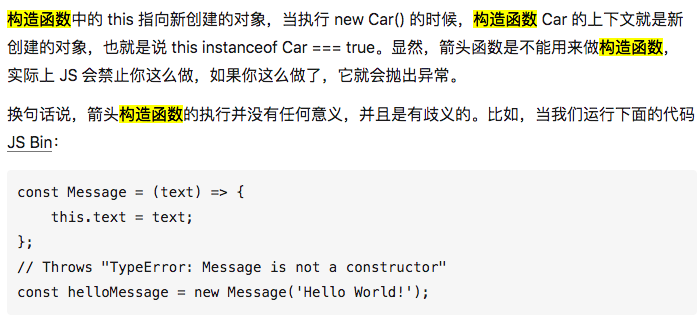 构造函数中的 this 指向新创建的对象，当执行 new Car() 的时候，构造函数 Car 的上下文就是新
创建的对象，也就是说 this instanceof Car === true。显然，箭头函数是不能用来做构造函数，
实际上 JS 会禁止你这么做，如果你这么做了，它就会抛出异常。
换句话说，箭头构造函数的执行并没有任何意义，并且是有歧义的。比如，当我们运行下面的代码
JS Bin：
const Message = (text) => {
    this.text = text;
};
// Throws "TypeError: Message is not a constructor"
const helloMessage = new Message('Hello World!');